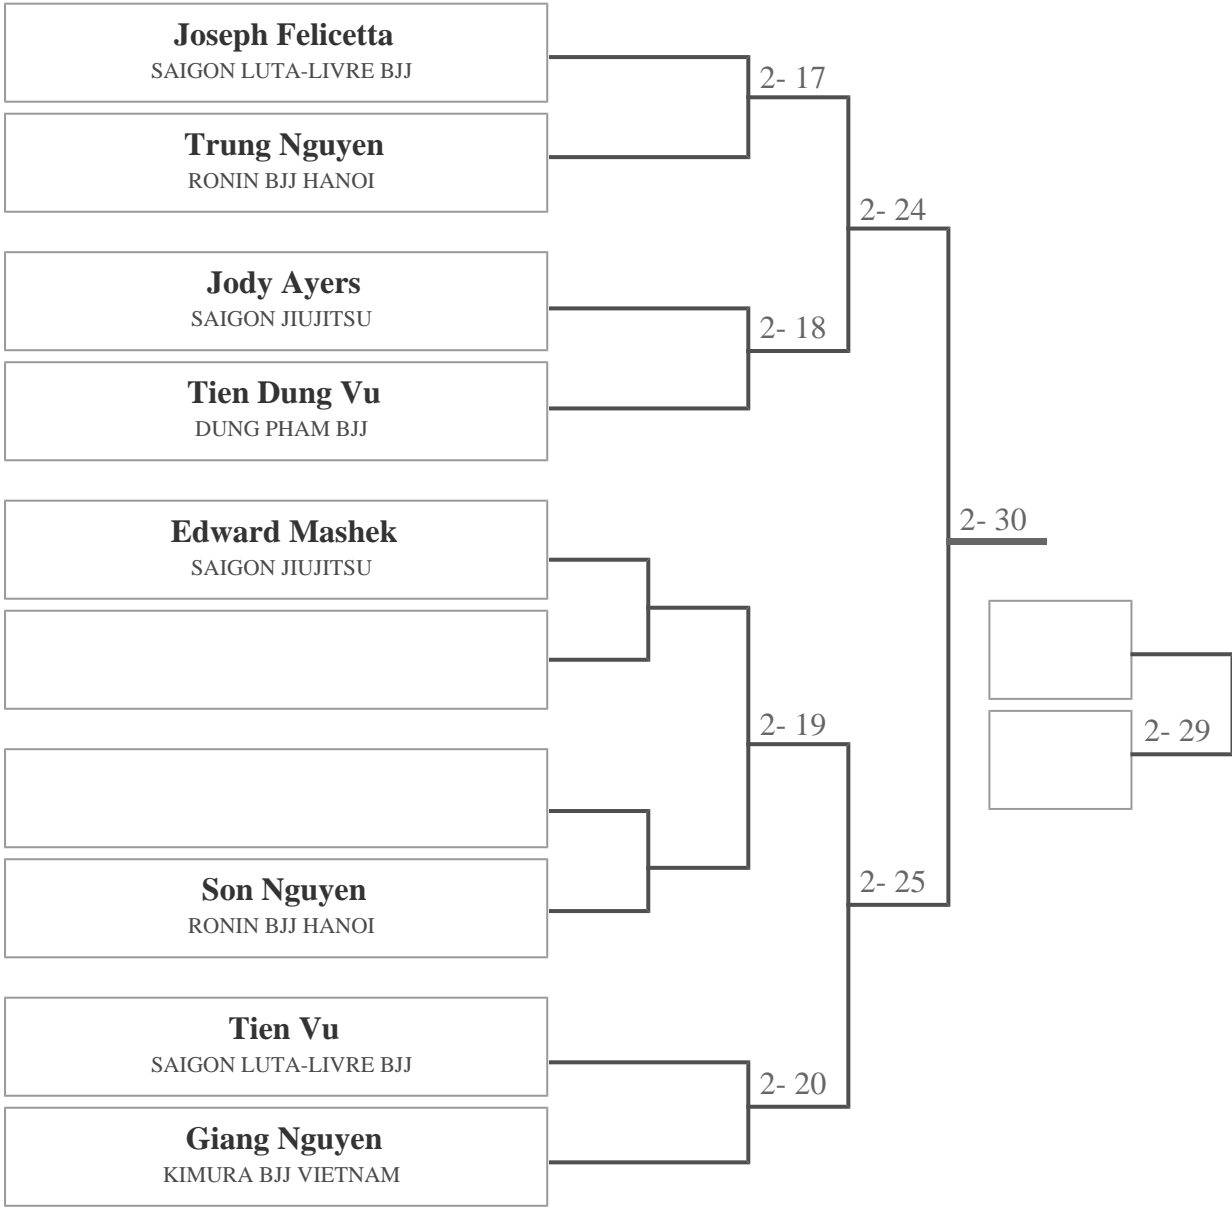 Joseph Felicetta
SAIGON LUTA-LIVRE BJJ
2- 17
Trung Nguyen
RONIN BJJ HANOI
2- 24
Jody Ayers
SAIGON JIUJITSU
2- 18
Tien Dung Vu
DUNG PHAM BJJ
Edward Mashek
SAIGON JIUJITSU
2- 30
2- 19
2- 29
Son Nguyen
RONIN BJJ HANOI
2- 25
Tien Vu
SAIGON LUTA-LIVRE BJJ
2- 20
Giang Nguyen
KIMURA BJJ VIETNAM